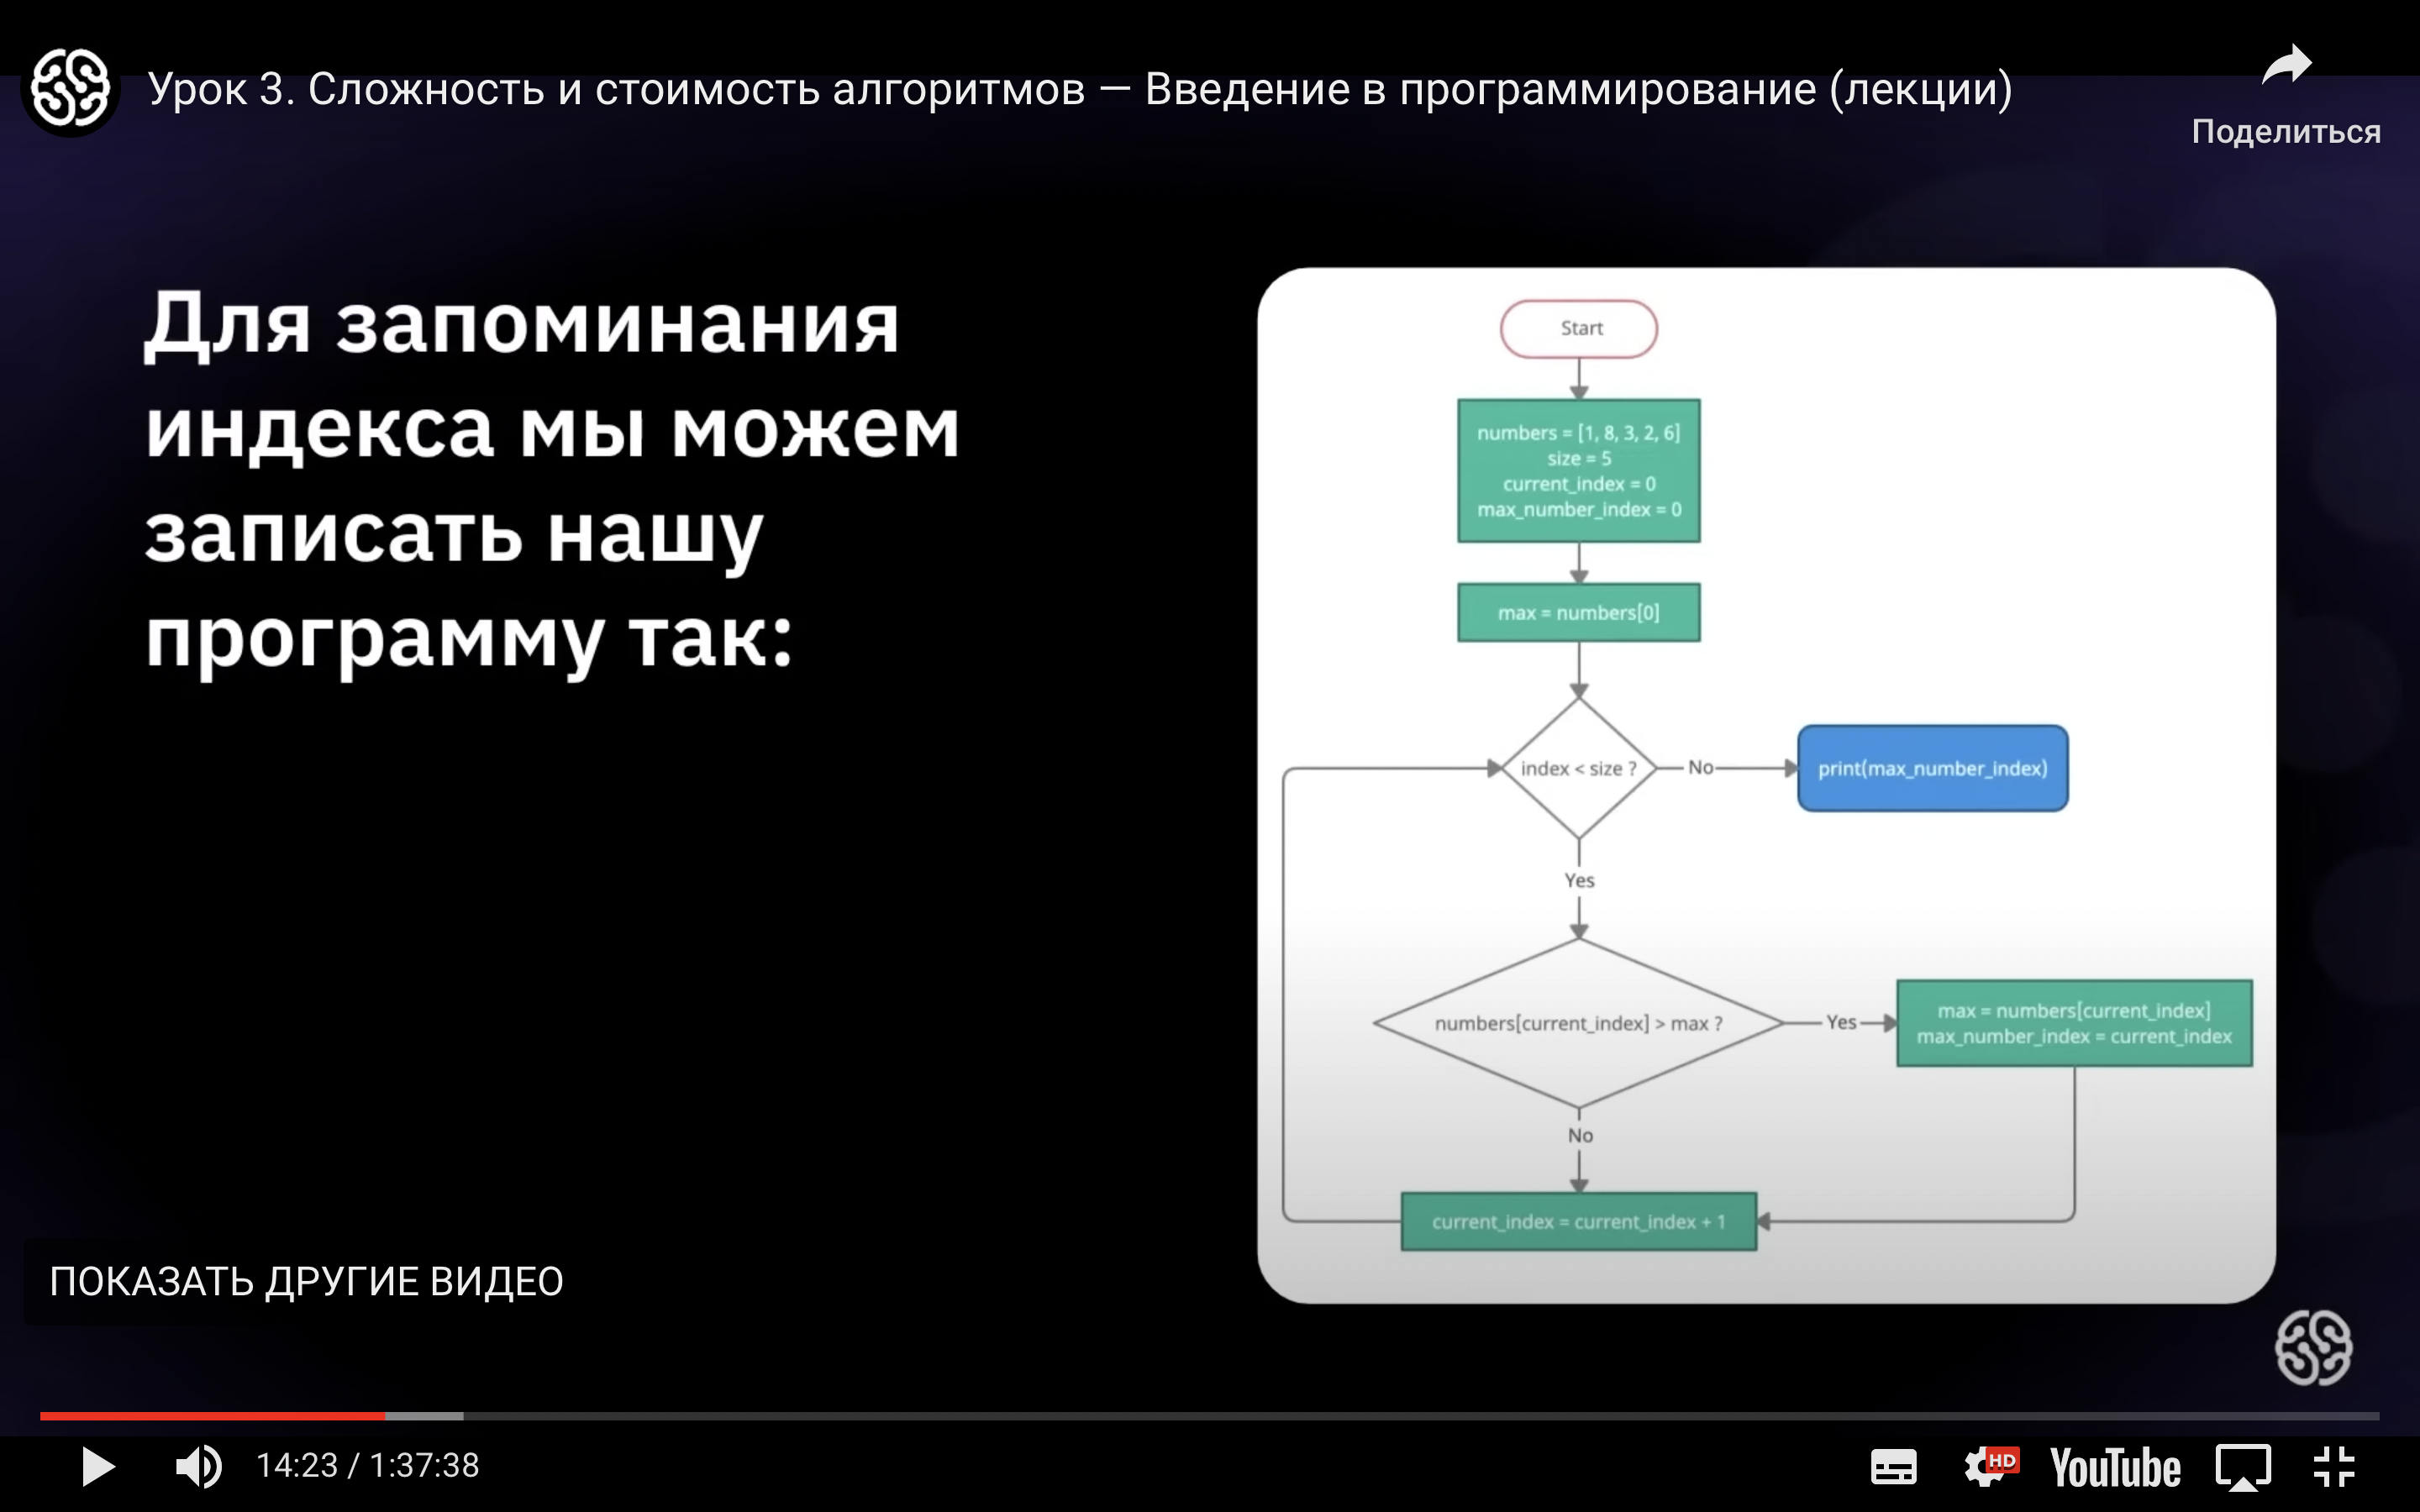 Урок 3. Сложность и стоимость алгоритмов — Введение в программирование (лекции)
Поделиться
Для запоминания
индекса мы можем
записать нашу
программу так:
Start
numbers = [1, 8, 3, 2, 6]
size = 5
current_index = 0
max_number_index = 0
max = numbers[0]
index < size ?
No
print(max_number_index)
Yes
numbers[current_index] > max ?
Yes
max = numbers[current_index]
max_number_index = current_index
No
current_index = current_index + 1
ПОКАЗАТЬ ДРУГИЕ ВИДЕО
14:23 / 1:37:38
HD
YouTube